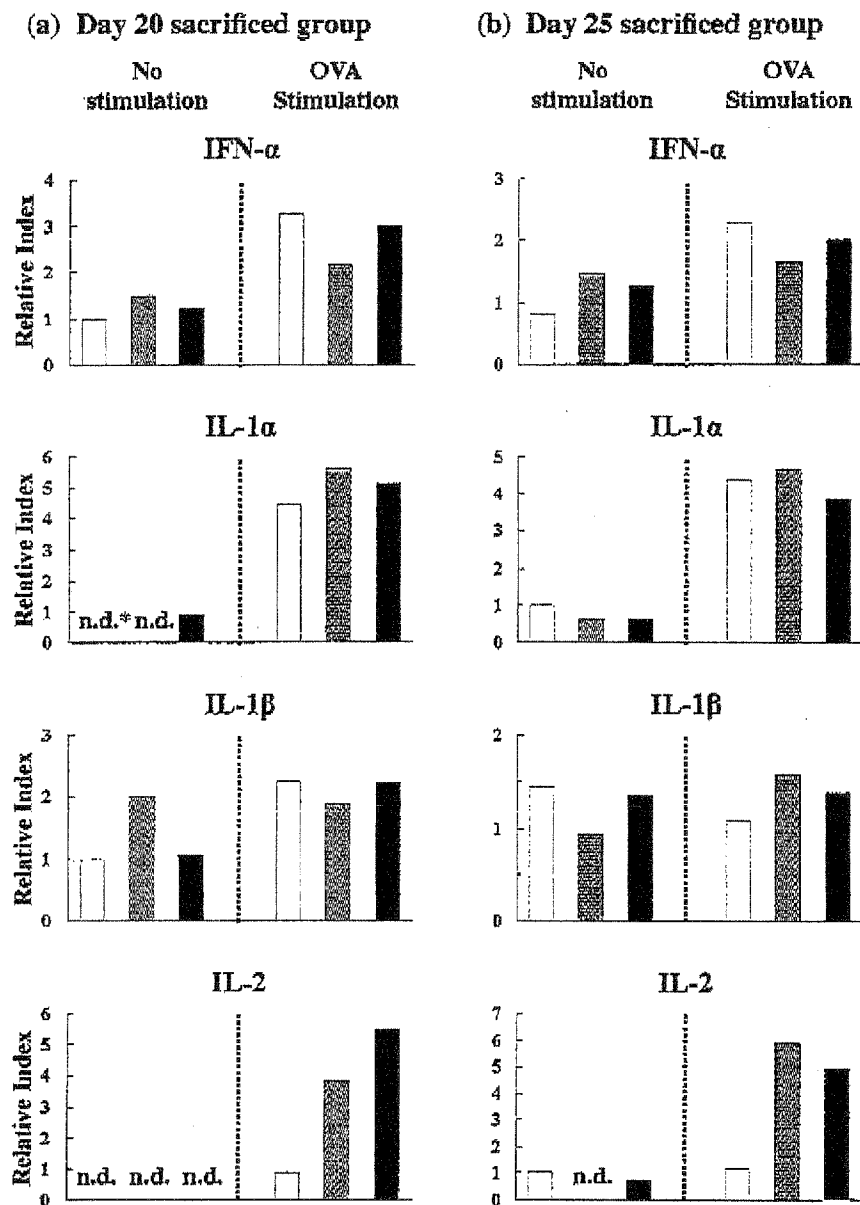 (a) Day 20 sacrificed group
(b) Day 25 sacrificed group
No stimulation
OVA Stimulation
No stimulation
OVA Stimulation
IFN-α
IFN-α
Relative Index
4
3
2
1
0
3
2
1
0
IL-1α
IL-1α
Relative Index
6
5
4
3
2
1
0
n.d.* n.d.
5
4
3
2
1
0
IL-1β
IL-1β
Relative Index
3
2
1
0
2
1
0
IL-2
IL-2
Relative Index
6
5
4
3
2
1
0
n.d. n.d. n.d.
7
6
5
4
3
2
1
0
n.d.